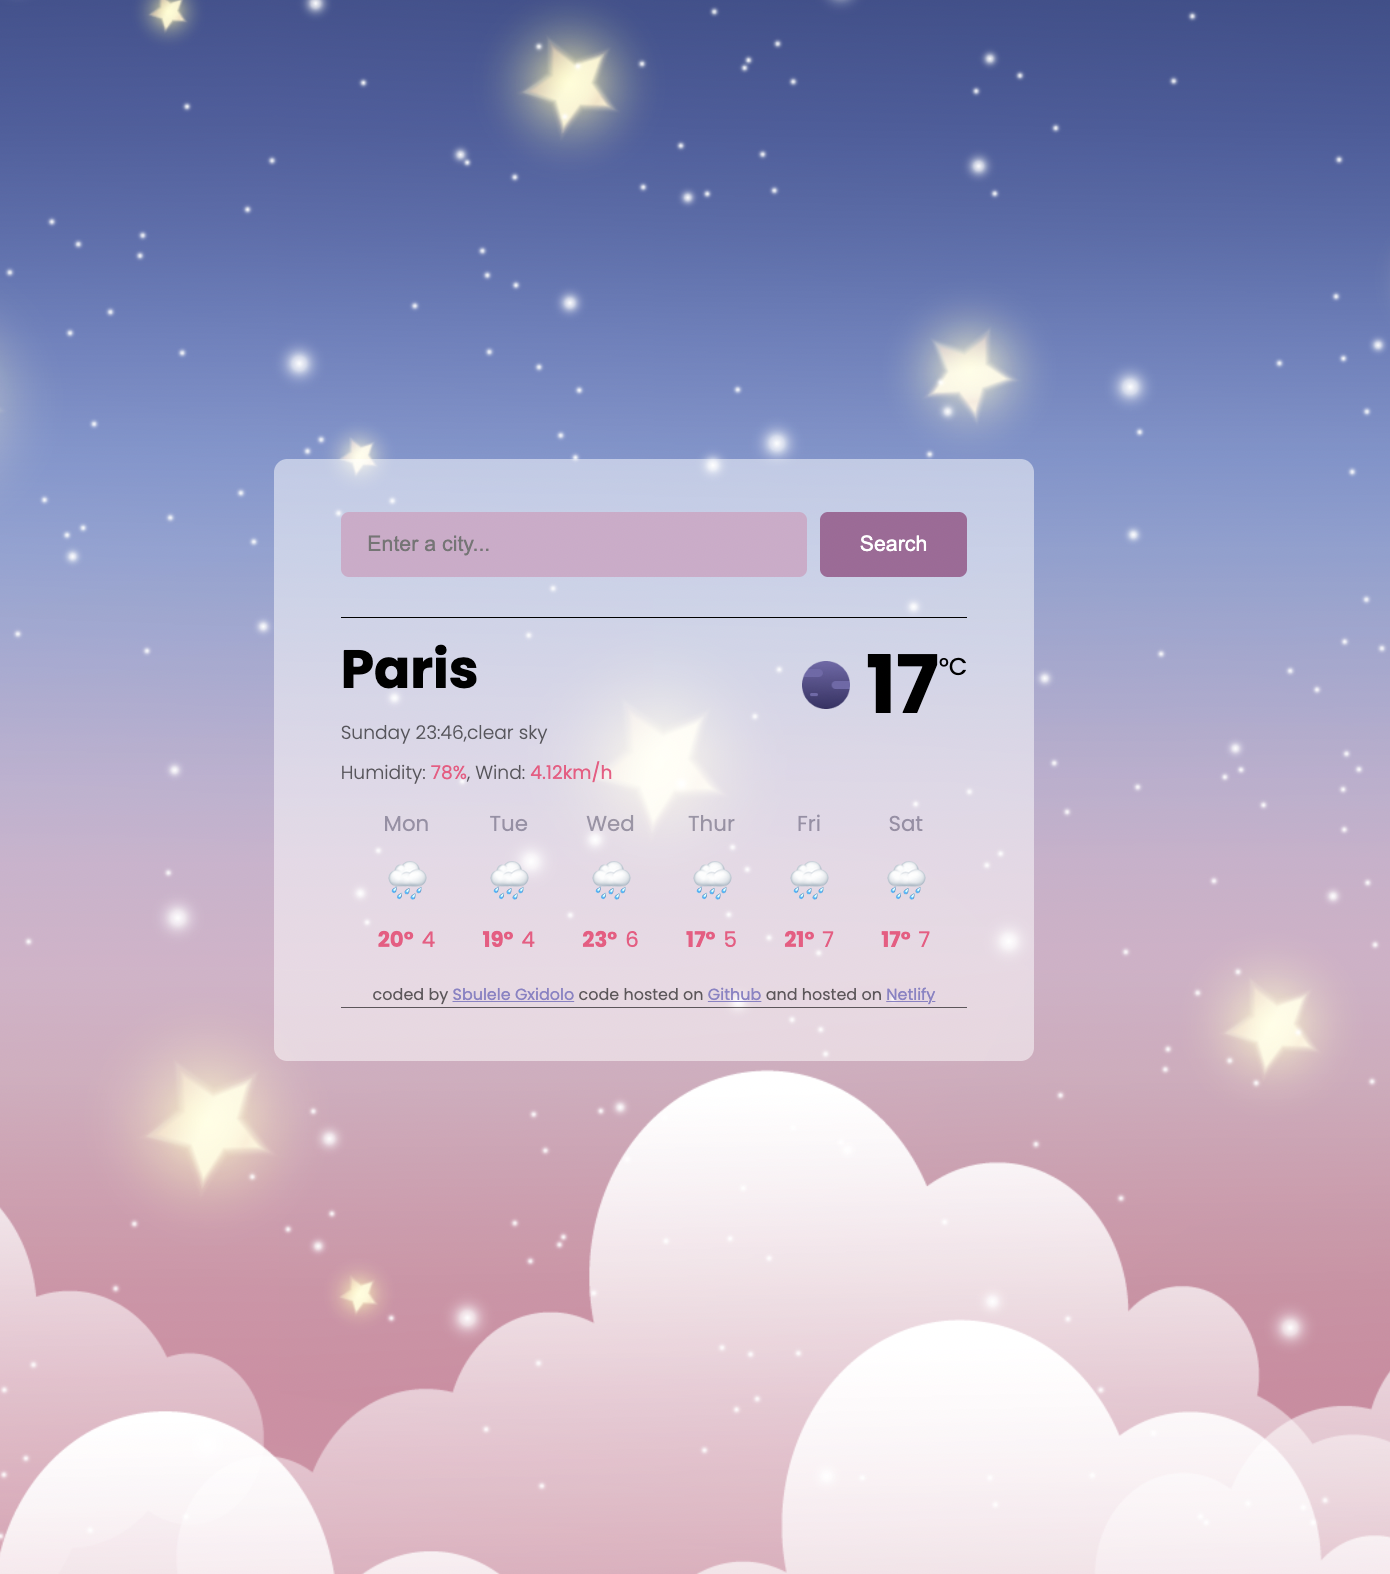 Enter a city... Search
Paris 17°C
Sunday 23:46,clear sky
Humidity: 78%, Wind: 4.12km/h
Mon Tue Wed Thur Fri Sat
20° 4 19° 4 23° 6 17° 5 21° 7 17° 7
coded by Sbulele Gxidolo code hosted on Github and hosted on Netlify